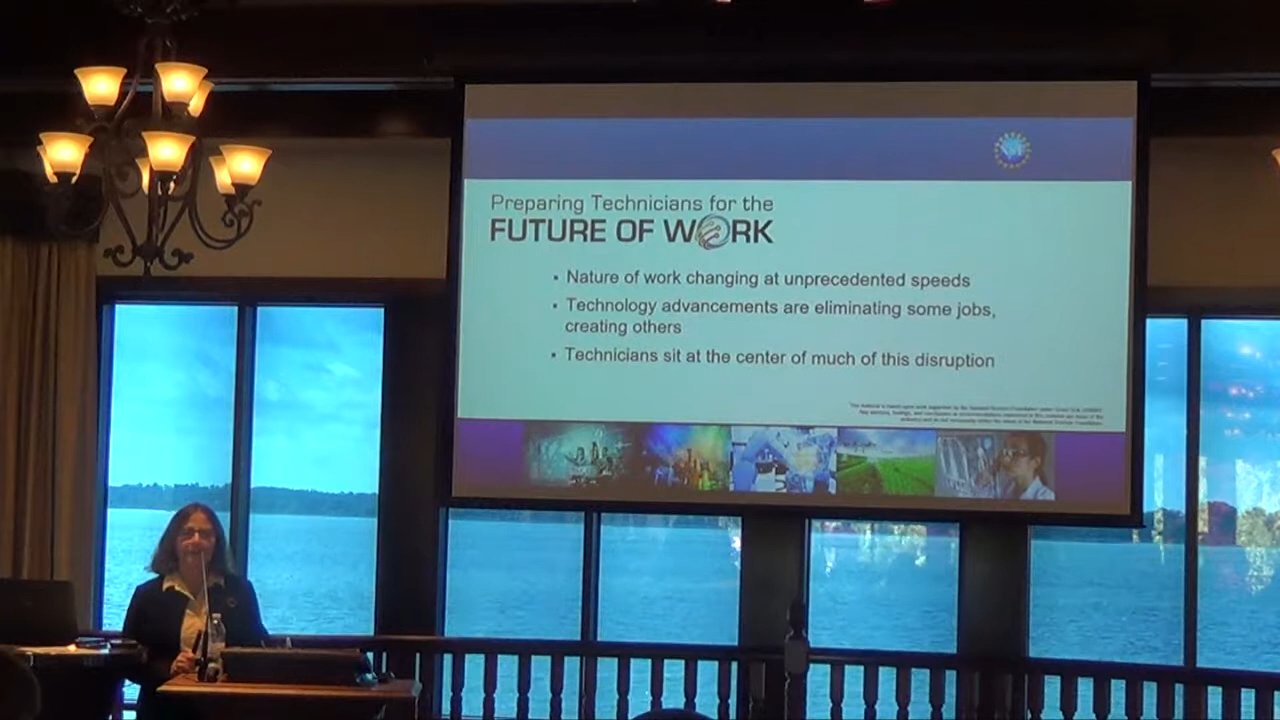 Preparing Technicians for the
FUTURE OF WORK
▪ Nature of work changing at unprecedented speeds
▪ Technology advancements are eliminating some jobs,
creating others
▪ Technicians sit at the center of much of this disruption